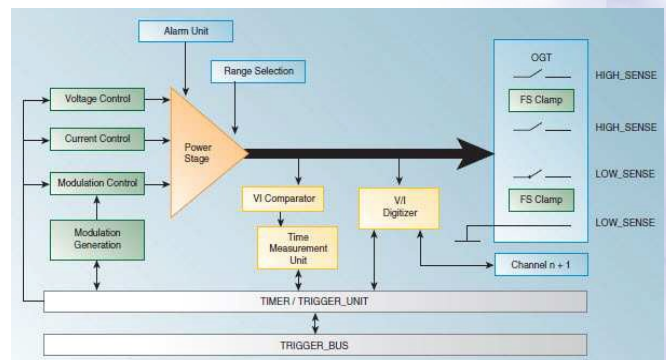 Alarm Unit
Range Selection
OGT
HIGH_SENSE
Voltage Control
FS Clamp
Current Control
Power
Stage
HIGH_SENSE
Modulation Control
LOW_SENSE
VI Comparator
V/I
Digitizer
FS Clamp
Modulation
Generation
Time
Measurement
Unit
LOW_SENSE
Channel n + 1
TIMER / TRIGGER_UNIT
TRIGGER_BUS